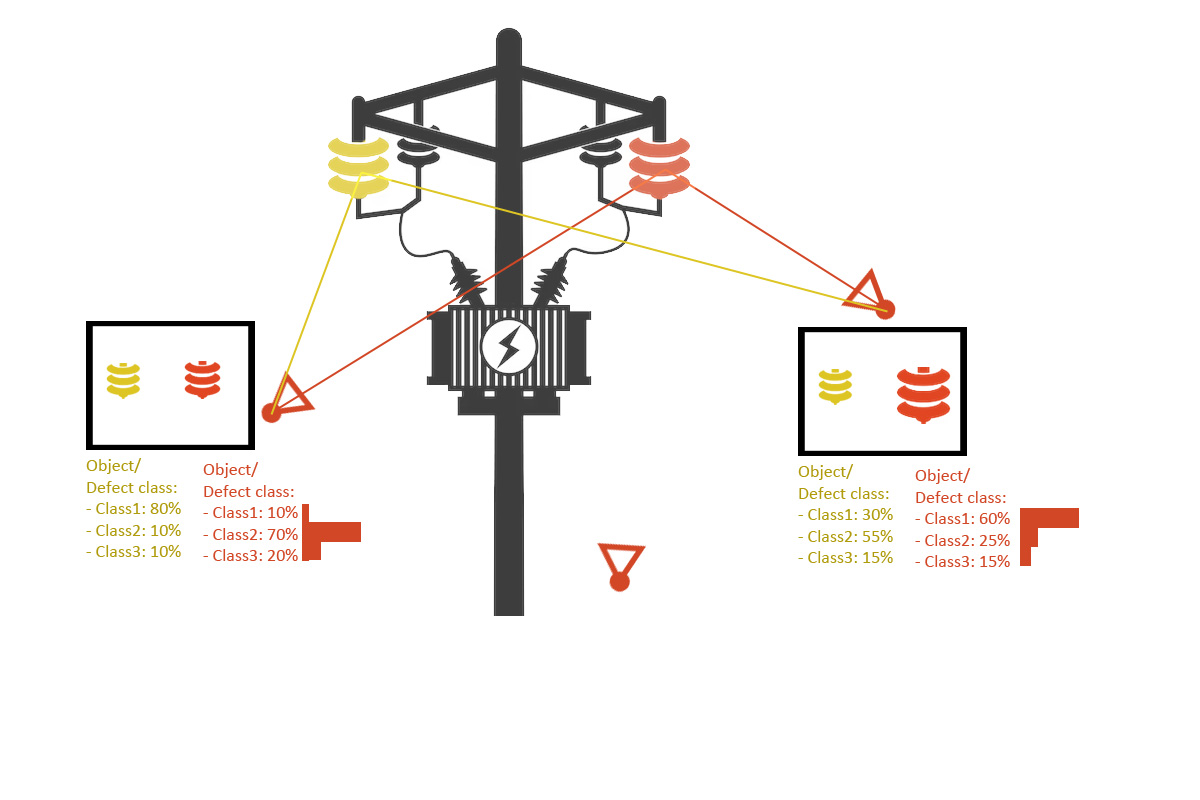 Object/
Defect class:
- Class1: 80%
- Class2: 10%
- Class3: 10%
Object/
Defect class:
- Class1: 10%
- Class2: 70%
- Class3: 20%
Object/
Defect class:
- Class1: 30%
- Class2: 55%
- Class3: 15%
Object/
Defect class:
- Class1: 60%
- Class2: 25%
- Class3: 15%